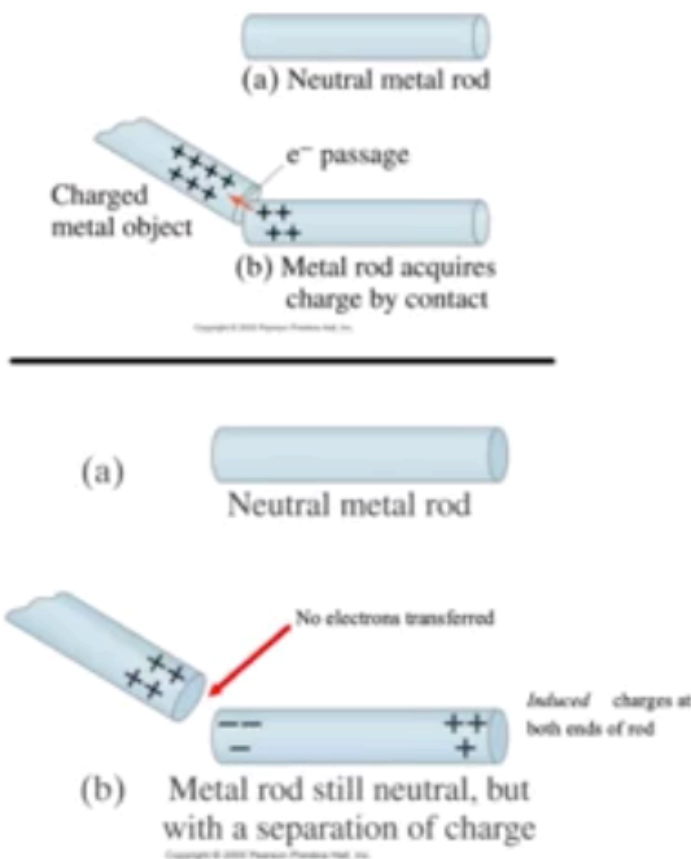 (a) Neutral metal rod
e⁻ passage
Charged
metal object
(b) Metal rod acquires
charge by contact
(a)
Neutral metal rod
No electrons transferred
Induced charges at
both ends of rod
(b) Metal rod still neutral, but
with a separation of charge